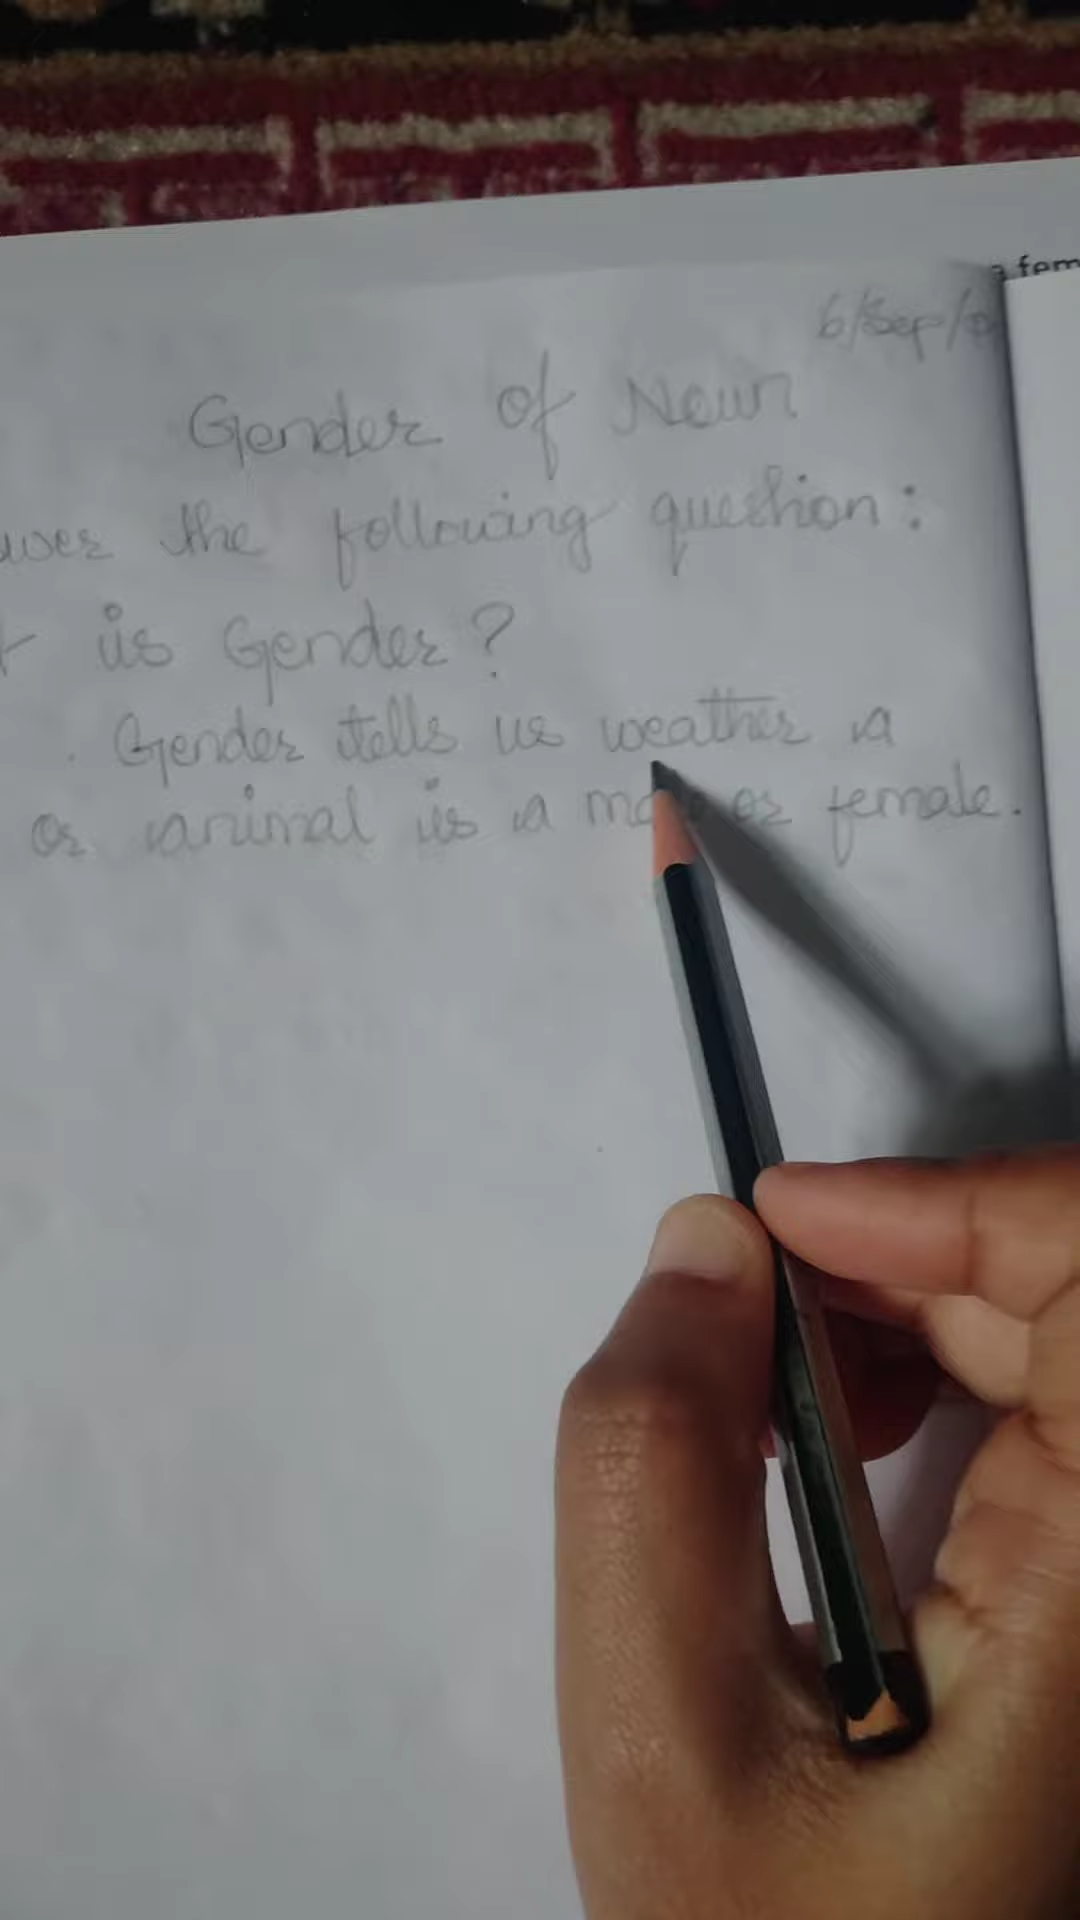 a fem
6/Sep/
Gender of Noun
wer the following question:
t is Gender?
Gender tells us weather a
or animal is a ma or female.